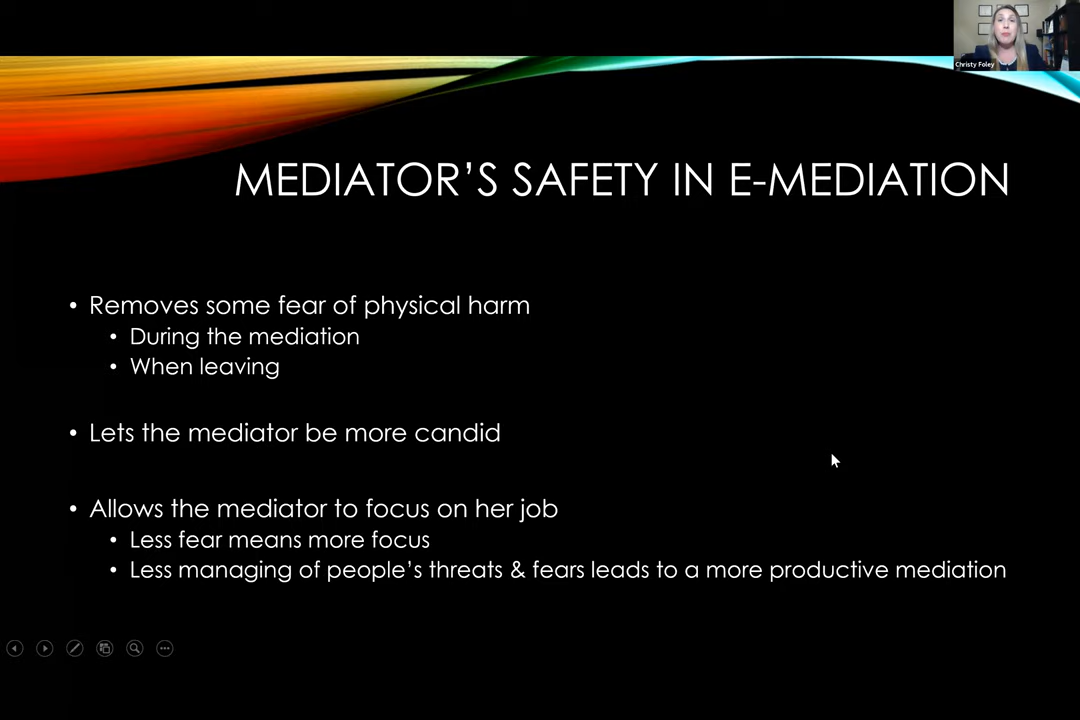 Christy Foley
MEDIATOR’S SAFETY IN E-MEDIATION
• Removes some fear of physical harm
• During the mediation
• When leaving
• Lets the mediator be more candid
• Allows the mediator to focus on her job
• Less fear means more focus
• Less managing of people’s threats & fears leads to a more productive mediation